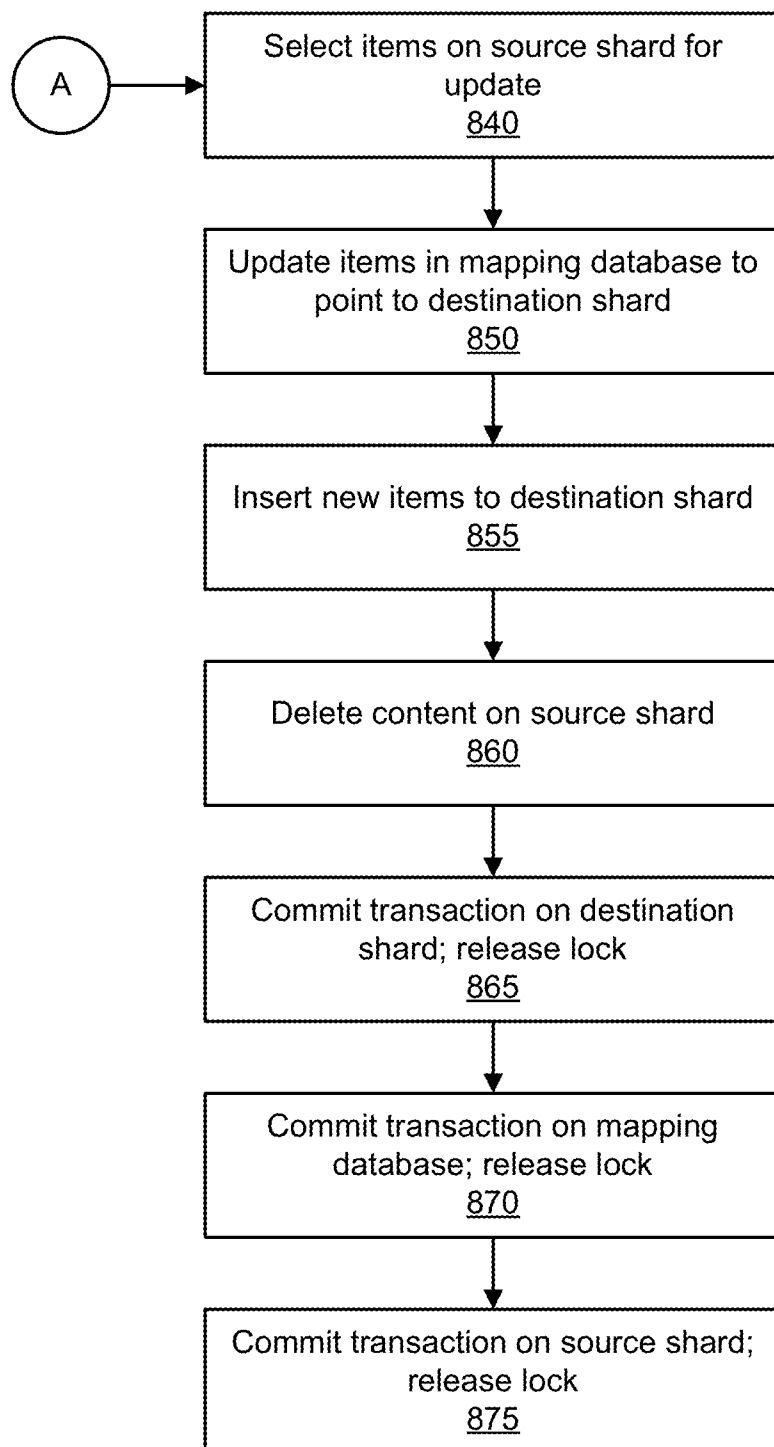 A
Select items on source shard for
update
840
Update items in mapping database to
point to destination shard
850
Insert new items to destination shard
855
Delete content on source shard
860
Commit transaction on destination
shard; release lock
865
Commit transaction on mapping
database; release lock
870
Commit transaction on source shard;
release lock
875